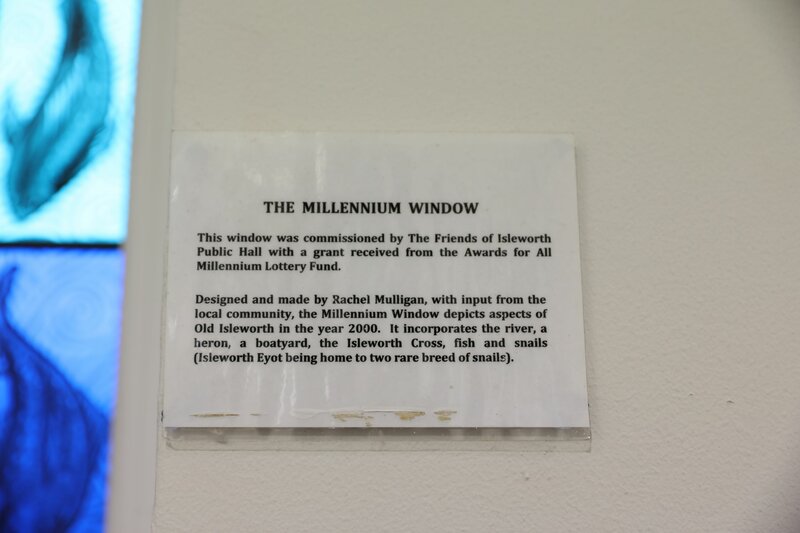 THE MILLENNIUM WINDOW
This window was commissioned by The Friends of Isleworth
Public Hall with a grant received from the Awards for All
Millennium Lottery Fund.
Designed and made by Rachel Mulligan, with input from the
local community, the Millennium Window depicts aspects of
Old Isleworth in the year 2000. It incorporates the river, a
heron, a boatyard, the Isleworth Cross, fish and snails
(Isleworth Eyot being home to two rare breed of snails).